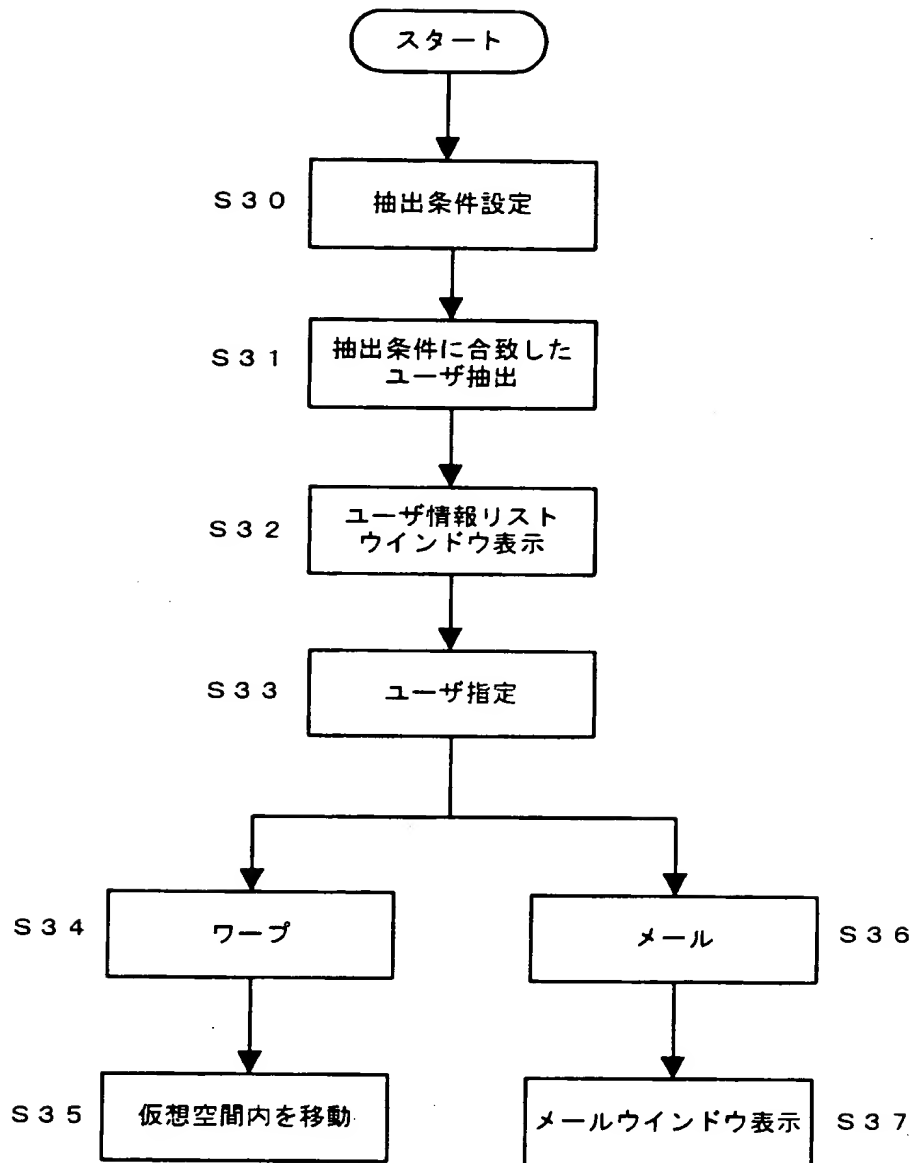 スタート
S30
抽出条件設定
S31
抽出条件に合致した
ユーザ抽出
S32
ユーザ情報リスト
ウインドウ表示
S33
ユーザ指定
S34
ワープ
メール
S36
S35
仮想空間内を移動
メールウインドウ表示
S37